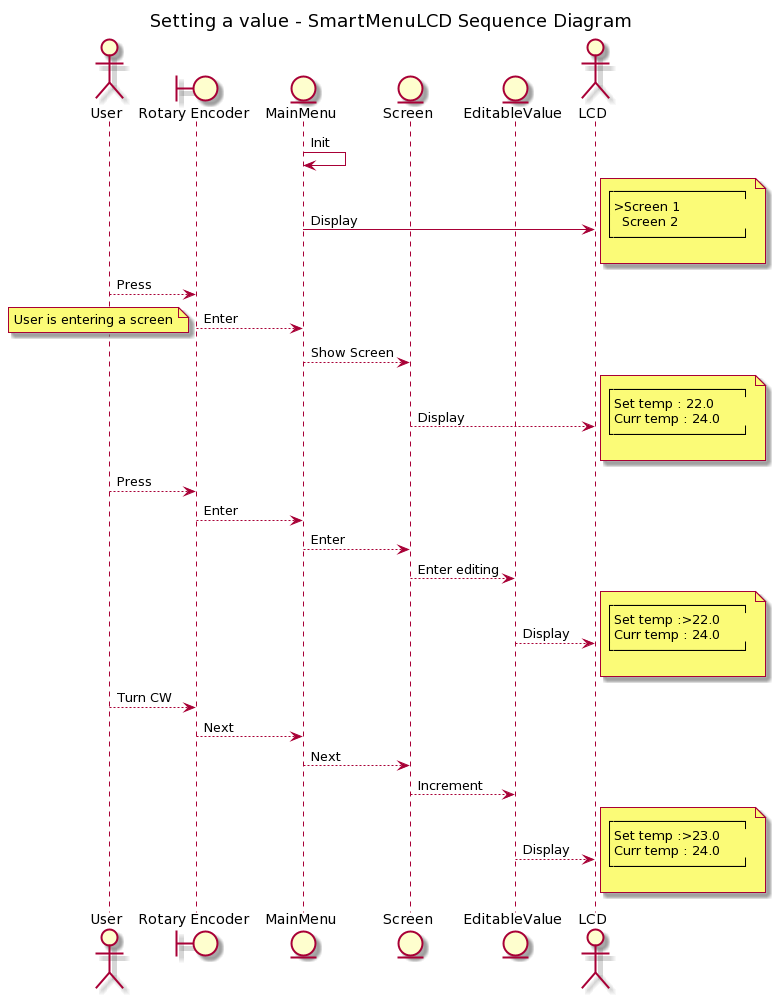 Setting a value - SmartMenuLCD Sequence Diagram
User Rotary Encoder MainMenu Screen EditableValue LCD
Init
>Screen 1
Screen 2
Display
Press
User is entering a screen
Enter
Show Screen
Set temp : 22.0
Curr temp : 24.0
Display
Press
Enter
Enter
Enter editing
Set temp :>22.0
Curr temp : 24.0
Display
Turn CW
Next
Next
Increment
Set temp :>23.0
Curr temp : 24.0
Display
User Rotary Encoder MainMenu Screen EditableValue LCD